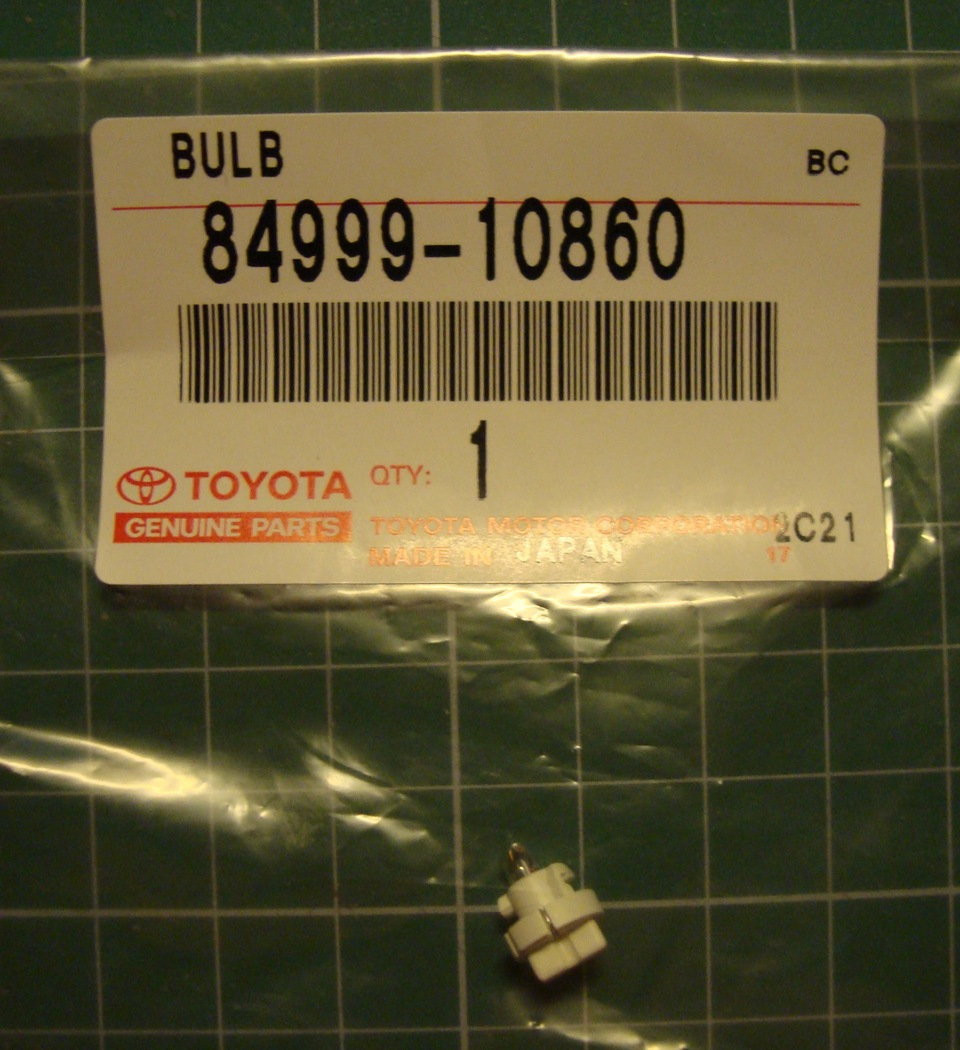 BULB BC
84999-10860
1
TOYOTA QTY:
GENUINE PARTS TOYOTA MOTOR CORPORATION 2C21
MADE IN JAPAN 17